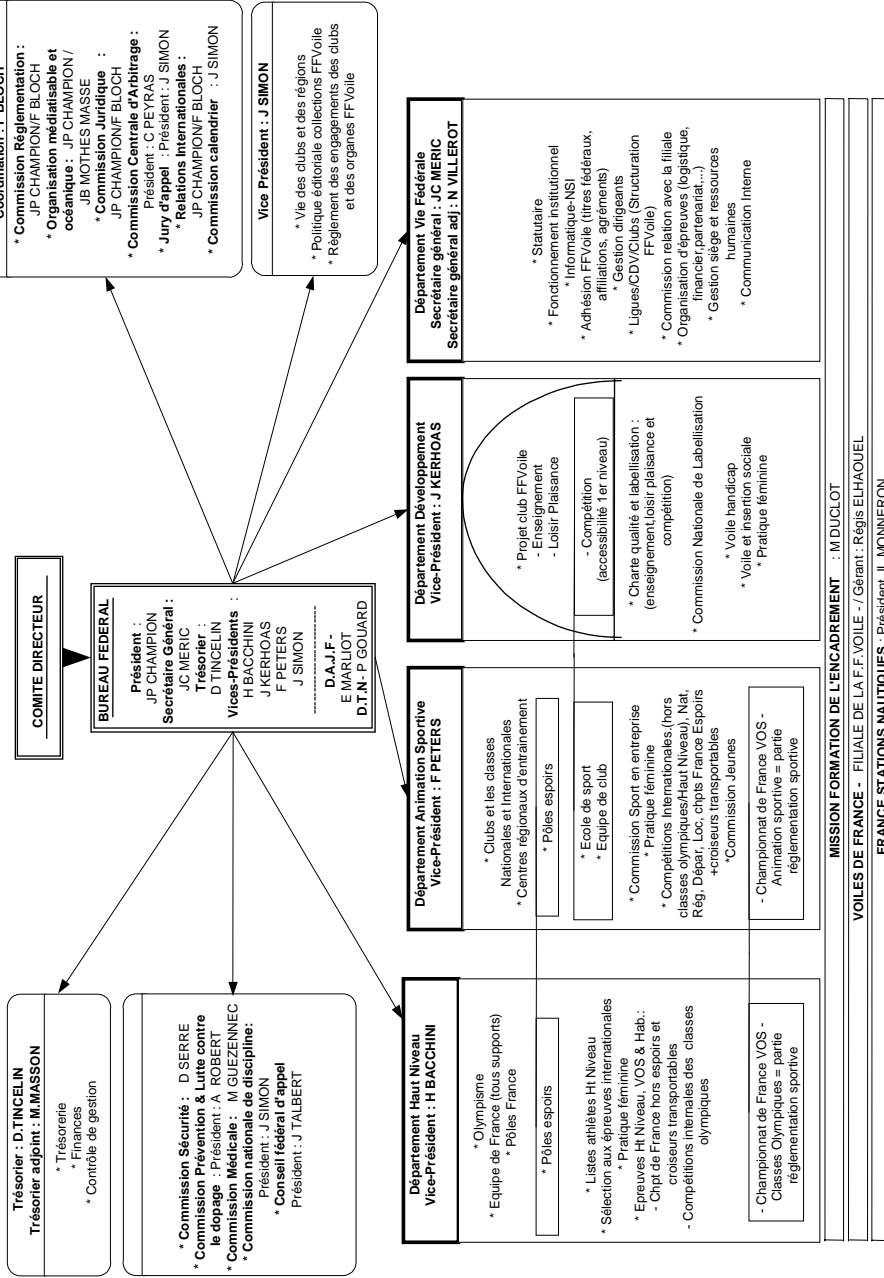 COMITE DIRECTEUR
BUREAU FEDERAL
Président :
JP CHAMPION
Secrétaire Général :
JC MERIC
Trésorier :
D TINCELIN
Vices-Présidents :
H BACCHINI
J KERHOAS
F PETERS
J SIMON
------------------------
D.A.J.F -
E MARLIOT
D.T.N - P GOUARD
Trésorier : D.TINCELIN
Trésorier adjoint : M.MASSON
* Trésorerie
* Finances
* Contrôle de gestion
* Commission Sécurité : D SERRE
* Commission Prévention & Lutte contre
le dopage : Président : A ROBERT
* Commission Médicale : M GUEZENNEC
* Commission nationale de discipline:
Président : J SIMON
* Conseil fédéral d'appel
Président : J TALBERT
Coordination : F BLOCH
* Commission Réglementation :
JP CHAMPION/F BLOCH
* Organisation médiatisable et
océanique : JP CHAMPION /
JB MOTHES MASSE
* Commission Juridique :
JP CHAMPION/F BLOCH
* Commission Centrale d'Arbitrage :
Président : C PEYRAS
* Jury d'appel : Président : J SIMON
* Relations Internationales :
JP CHAMPION/F BLOCH
* Commission calendrier : J SIMON
Vice Président : J SIMON
* Vie des clubs et des régions
* Politique éditoriale collections FFVoile
* Règlement des engagements des clubs
et des organes FFVoile
Département Haut Niveau
Vice-Président : H BACCHINI
* Olympisme
* Equipe de France (tous supports)
* Pôles France
* Pôles espoirs
* Listes athlètes Ht Niveau
* Sélection aux épreuves internationales
* Pratique féminine
* Epreuves Ht Niveau, VOS & Hab.:
- Chpt de France hors espoirs et
croiseurs transportables
- Compétitions internales des classes
olympiques
- Championnat de France VOS -
Classes Olympiques = partie
réglementation sportive
Département Animation Sportive
Vice-Président : F PETERS
* Clubs et les classes
Nationales et Internationales
* Centres régionaux d'entrainement
* Pôles espoirs
* Ecole de sport
* Equipe de club
* Commission Sport en entreprise
* Pratique féminine
* Compétitions Internationales,(hors
classes olympiques/Haut Niveau), Nat,
Rég, Dépar, Loc, chpts France Espoirs
+croiseurs transportables
*Commission Jeunes
- Championnat de France VOS -
Animation sportive = partie
réglementation sportive
Département Développement
Vice-Président : J KERHOAS
* Projet club FFVoile
- Enseignement
- Loisir Plaisance
- Compétition
(accessibilité 1er niveau)
* Charte qualité et labellisation :
(enseignement,loisir plaisance et
compétition)
* Commission Nationale de Labellisation
* Voile handicap
* Voile et insertion sociale
* Pratique féminine
Département Vie Fédérale
Secrétaire général : JC MERIC
Secrétaire général adj : N VILLEROT
* Statutaire
* Fonctionnement institutionnel
* Informatique-NSI
* Adhésion FFVoile (titres fédéraux,
affiliations, agréments)
* Gestion dirigeants
* Ligues/CDV/Clubs (Structuration
FFVoile)
* Commission relation avec la filiale
* Organisation d'épreuves (logistique,
financier,partenariat,...)
* Gestion siège et ressources
humaines
* Communication Interne
MISSION FORMATION DE L'ENCADREMENT : M DUCLOT
VOILES DE FRANCE - FILIALE DE LA F.F.VOILE - / Gérant : Régis ELHAOUEL
FRANCE STATIONS NAUTIQUES : Président JL MONNERON